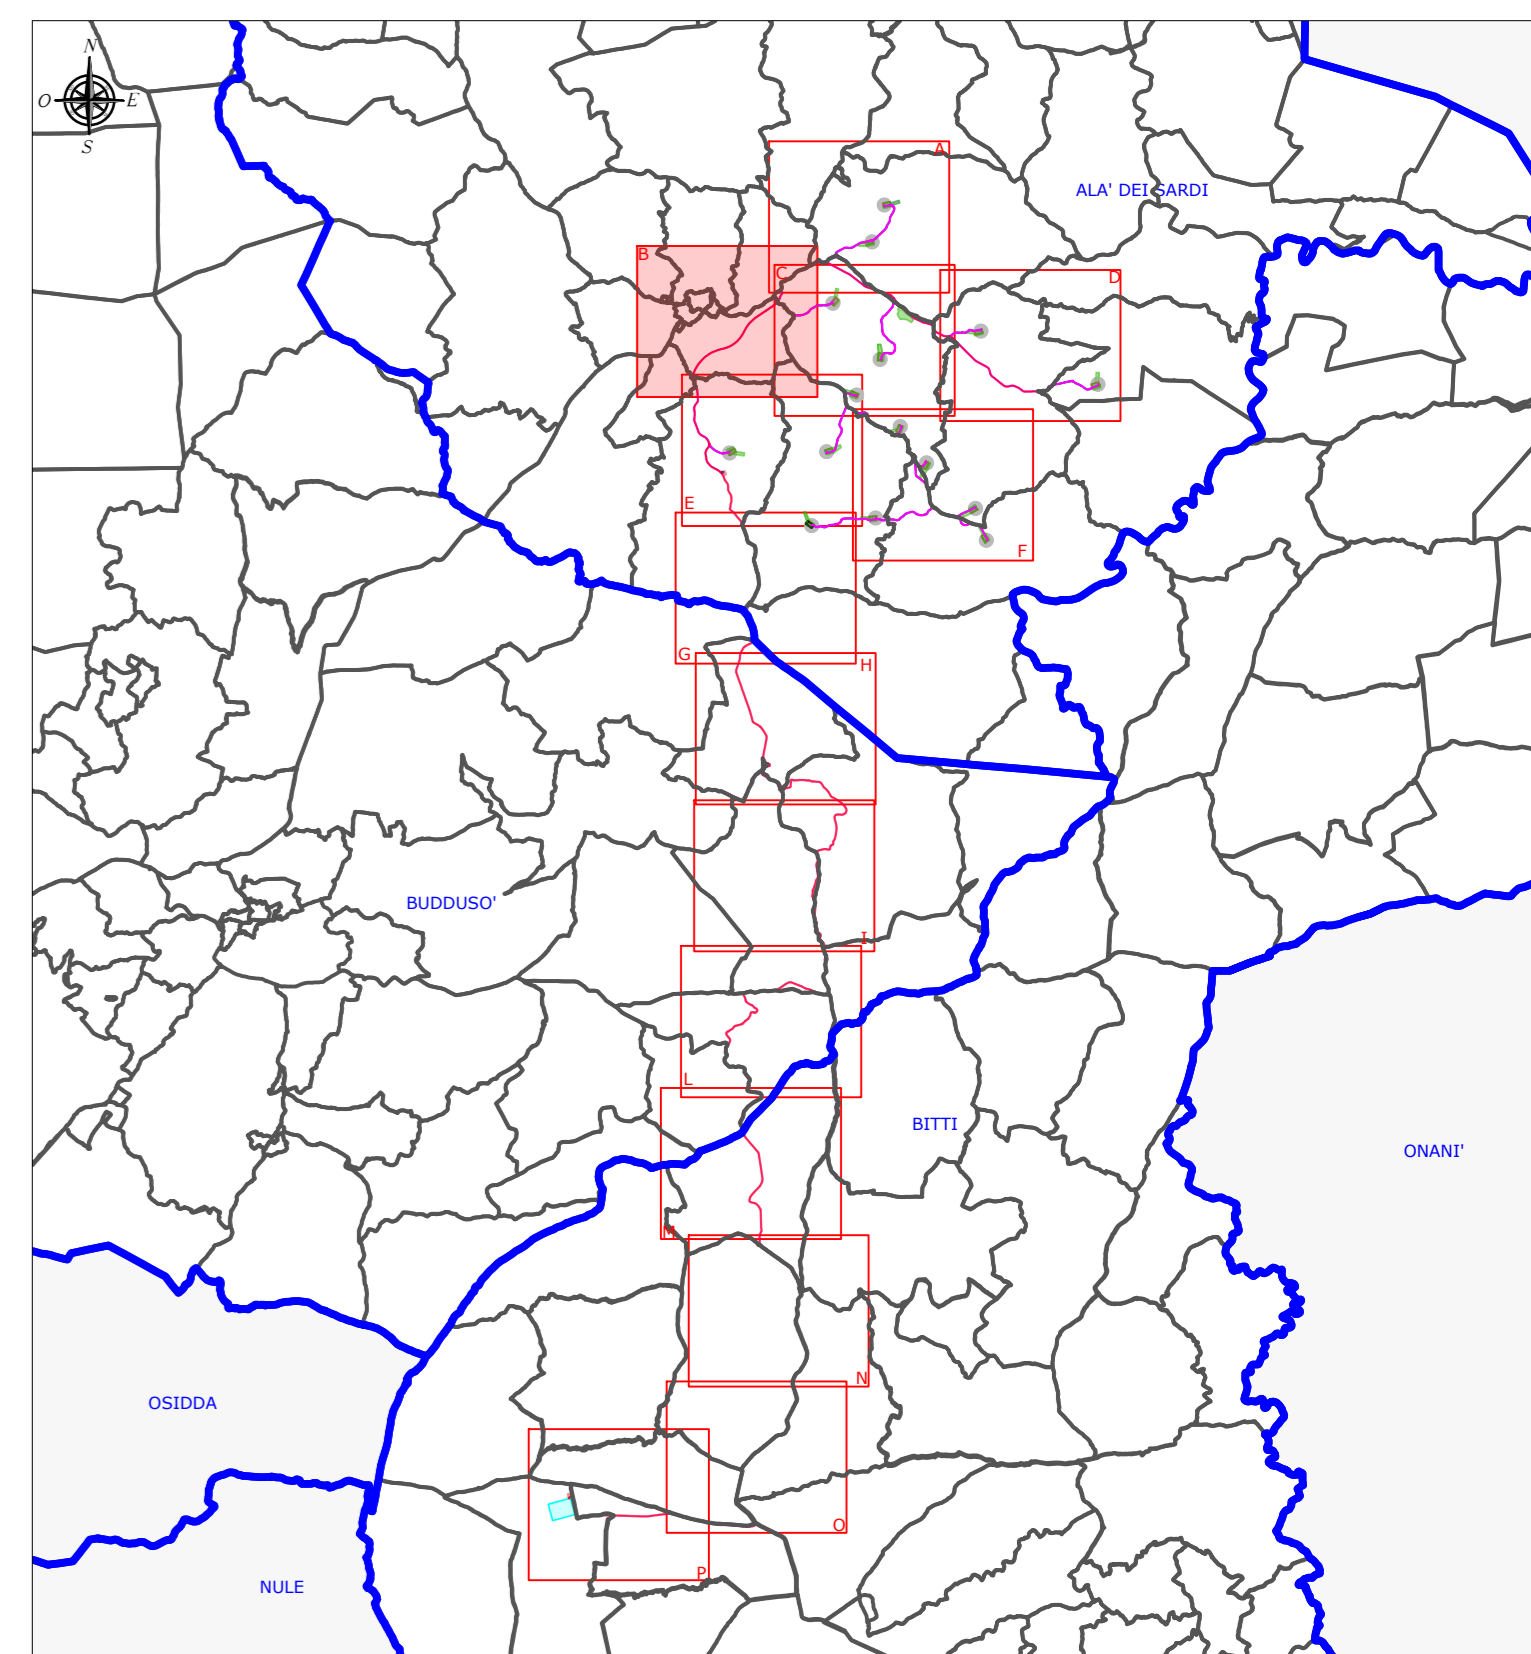 N
O E
S
A
ALA' DEI SARDI
B
C
D
E
F
G
H
BUDDUSO'
I
L
BITTI
ONANI'
M
N
OSIDDA
O
P
NULE